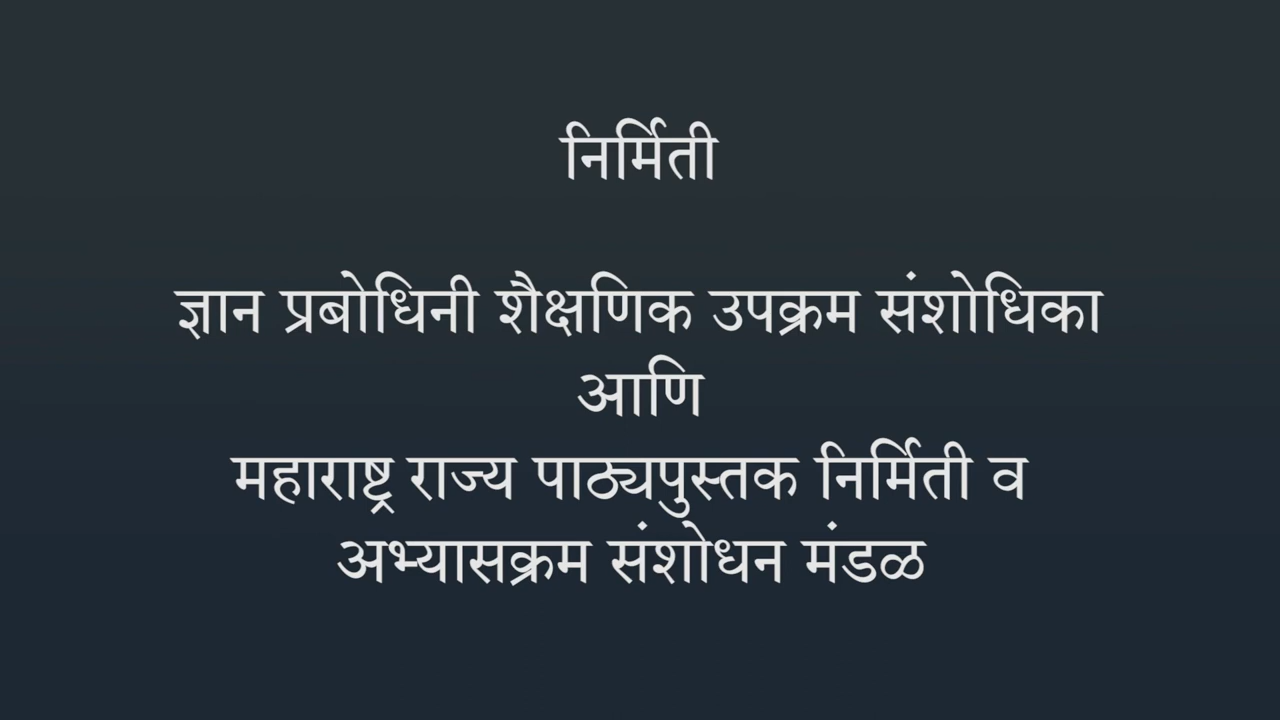 निर्मिती
ज्ञान प्रबोधिनी शैक्षणिक उपक्रम संशोधिका
आणि
महाराष्ट्र राज्य पाठ्यपुस्तक निर्मिती व
अभ्यासक्रम संशोधन मंडळ